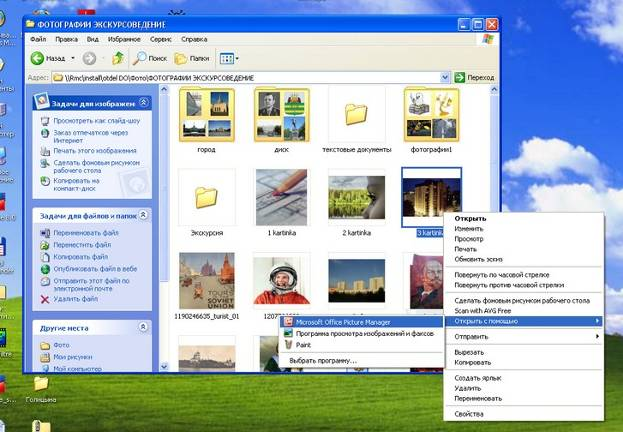 ФОТОГРАФИИ ЭКСКУРСОВЕДЕНИЕ
Файл Правка Вид Избранное Сервис Справка
Назад Поиск Папки
Адрес: \\Rmc\install\otdel DO\Фото\ФОТОГРАФИИ ЭКСКУРСОВЕДЕНИЕ Переход
Задачи для изображен
Просмотреть как слайд-шоу
Заказ отпечатков через
Интернет
Печать этого изображения
Сделать фоновым рисунком
рабочего стола
Копировать на
компакт-диск
Задачи для файлов и папок
Переименовать файл
Переместить файл
Копировать файл
Опубликовать файл в вебе
Отправить этот файл по
электронной почте
Удалить файл
Другие места
Фото
Мои рисунки
Мой компьютер
город диск текстовые документы фотографии1
Экскурсия 1 kartinka 2 kartinka 3 kartinka
TOURS
SOVIET
UNION
1190246635_turist_01
Открыть
Изменить
Просмотр
Печать
Обновить эскиз
Повернуть по часовой стрелке
Повернуть против часовой стрелки
Сделать фоновым рисунком рабочего стола
Scan with AVG Free
Открыть с помощью
Отправить
Вырезать
Копировать
Создать ярлык
Удалить
Переименовать
Свойства
Microsoft Office Picture Manager
Программа просмотра изображений и факсов
Paint
Выбрать программу...
Голицына